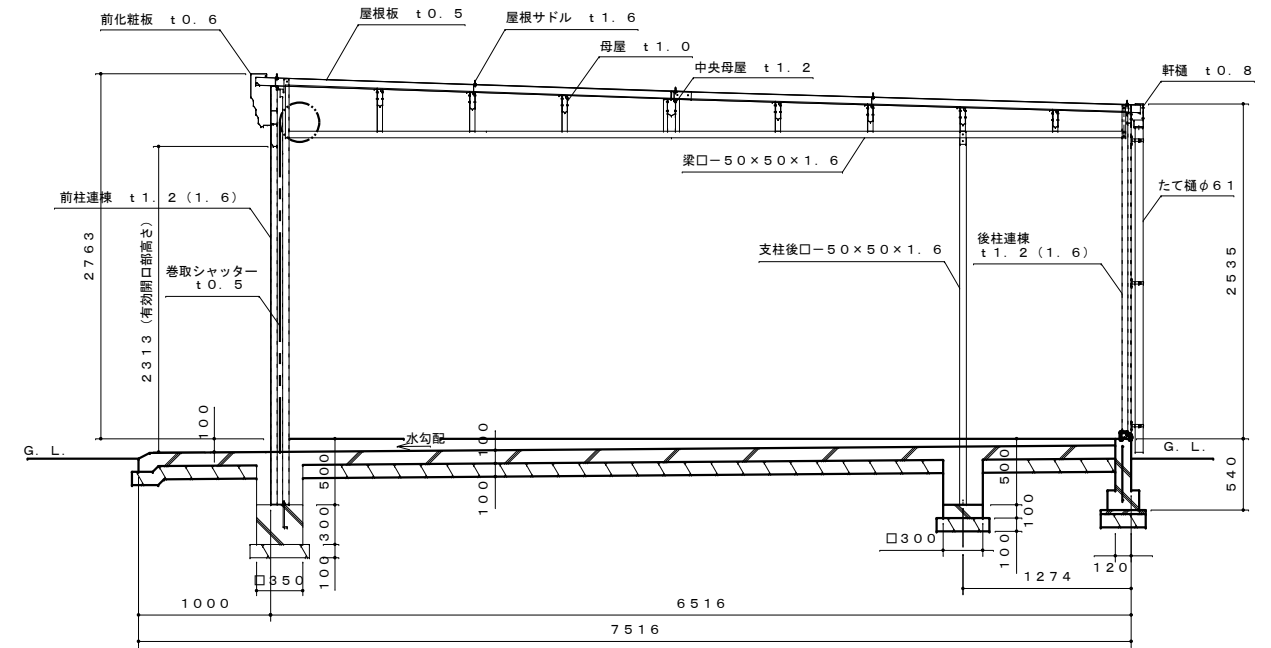 前化粧板 ｔ０．６
屋根板 ｔ０．５
屋根サドル ｔ１．６
母屋 ｔ１．０
中央母屋 ｔ１．２
軒樋 ｔ０．８
梁口－５０×５０×１．６
前柱連棟 ｔ１．２（１．６）
たて樋φ６１
２７６３
２３１３（有効開口部高さ）
巻取シャッター
ｔ０．５
支柱後口－５０×５０×１．６
後柱連棟
ｔ１．２（１．６）
２５３５
１００
水勾配
１００
Ｇ．Ｌ．
Ｇ．Ｌ．
５００
１００
５００
５４０
３００
１００
□３００
１００
１００
□３５０
１２０
１２７４
１０００
６５１６
７５１６